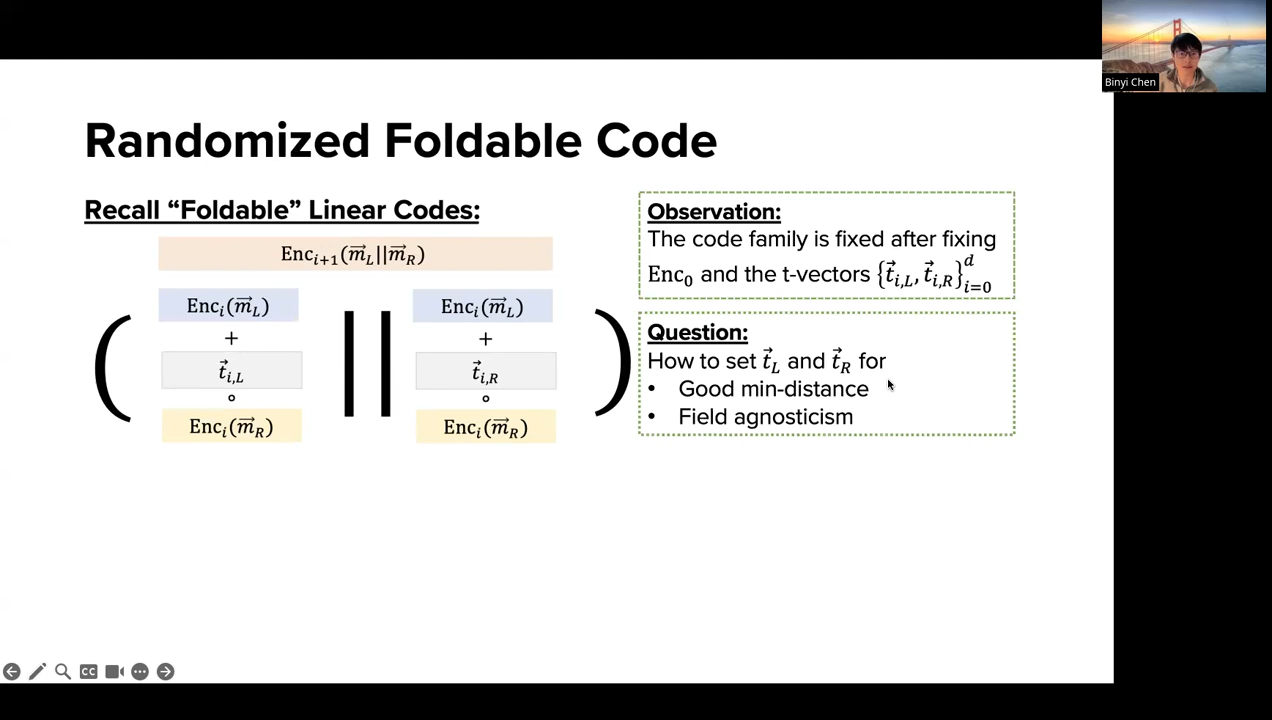 Binyi Chen
Randomized Foldable Code
Recall “Foldable” Linear Codes:
Enc_{i+1}(m⃗_L||m⃗_R)
( Enc_i(m⃗_L) || Enc_i(m⃗_L) )
+ +
t⃗_{i,L} t⃗_{i,R}
∘ ∘
Enc_i(m⃗_R) Enc_i(m⃗_R)
Observation:
The code family is fixed after fixing
Enc₀ and the t-vectors {t⃗_{i,L}, t⃗_{i,R}}_{i=0}^d
Question:
How to set t⃗_L and t⃗_R for
• Good min-distance
• Field agnosticism
CC